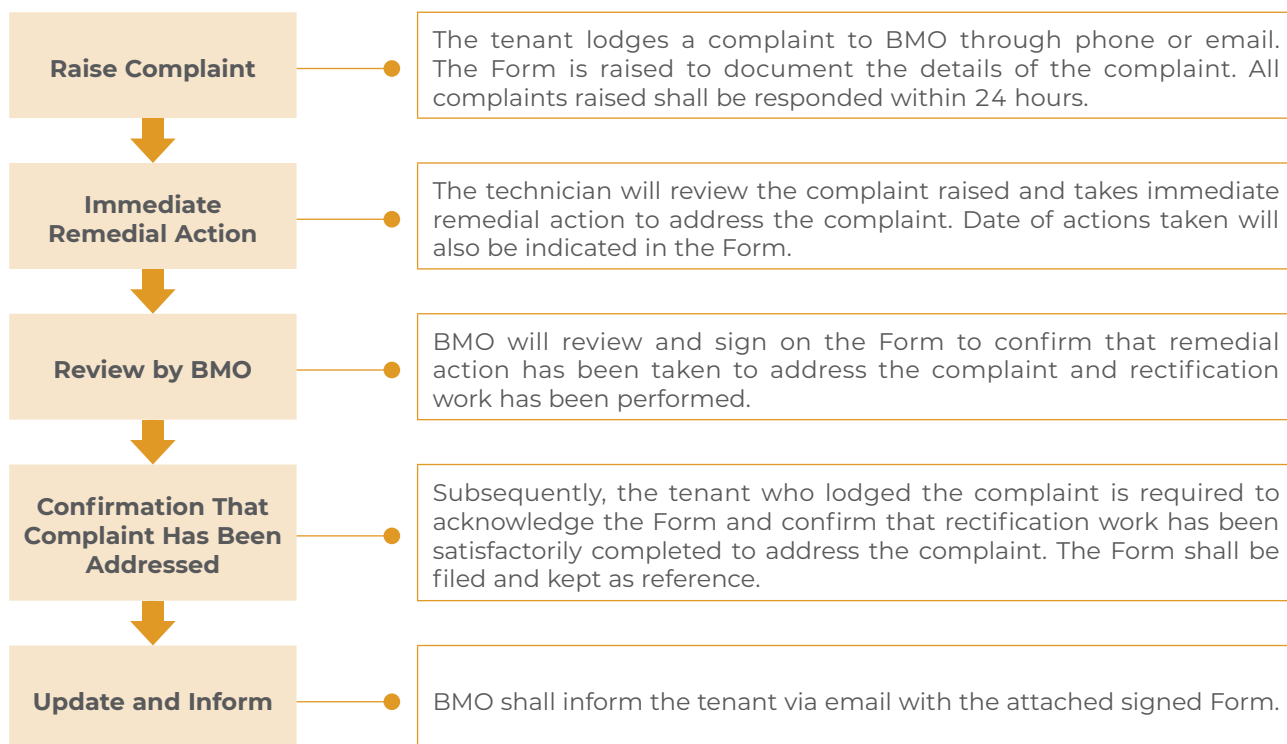 Raise Complaint
The tenant lodges a complaint to BMO through phone or email.
The Form is raised to document the details of the complaint. All
complaints raised shall be responded within 24 hours.
Immediate
Remedial Action
The technician will review the complaint raised and takes immediate
remedial action to address the complaint. Date of actions taken will
also be indicated in the Form.
Review by BMO
BMO will review and sign on the Form to confirm that remedial
action has been taken to address the complaint and rectification
work has been performed.
Confirmation That
Complaint Has Been
Addressed
Subsequently, the tenant who lodged the complaint is required to
acknowledge the Form and confirm that rectification work has been
satisfactorily completed to address the complaint. The Form shall be
filed and kept as reference.
Update and Inform
BMO shall inform the tenant via email with the attached signed Form.